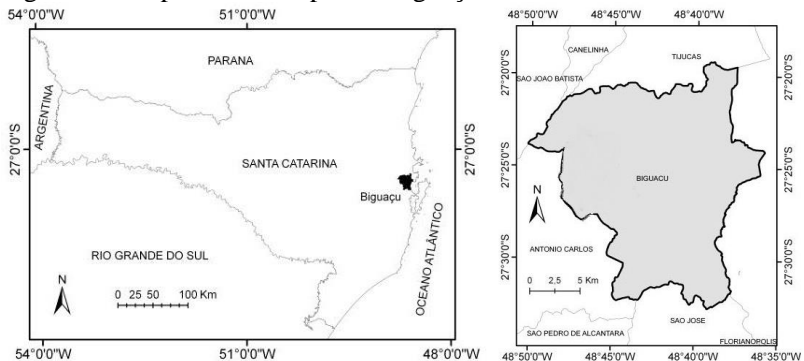 54°0'0"W
51°0'0"W
PARANA
ARGENTINA
27°0'0"S
27°0'0"S
SANTA CATARINA
Biguaçu
RIO GRANDE DO SUL
OCEANO ATLÂNTICO
N
0 25 50 100 Km
54°0'0"W
51°0'0"W
48°0'0"W
48°50'0"W
48°45'0"W
48°40'0"W
CANELINHA
TIJUCAS
27°20'0"S
27°20'0"S
SAO JOAO BATISTA
27°25'0"S
27°25'0"S
BIGUACU
N
ANTONIO CARLOS
27°30'0"S
27°30'0"S
0 2,5 5 Km
SAO JOSE
SAO PEDRO DE ALCANTARA
FLORIANOPOLIS
48°50'0"W
48°45'0"W
48°40'0"W
48°35'0"W